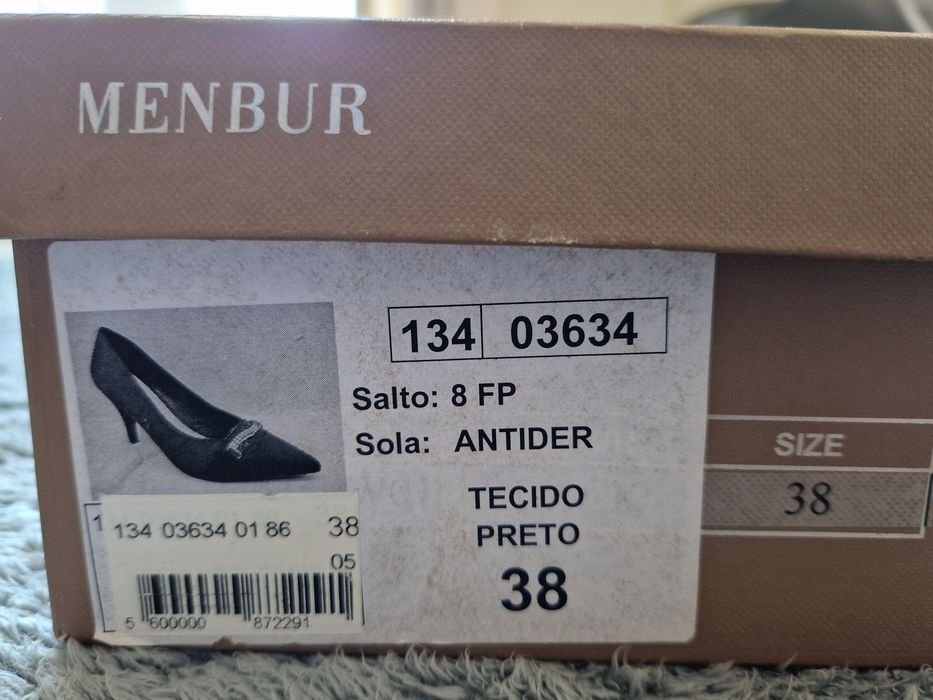 MENBUR
134 03634
Salto: 8 FP
Sola: ANTIDER
TECIDO
PRETO
38
SIZE
38
134 03634 01 86 38
05
5 600000 872291